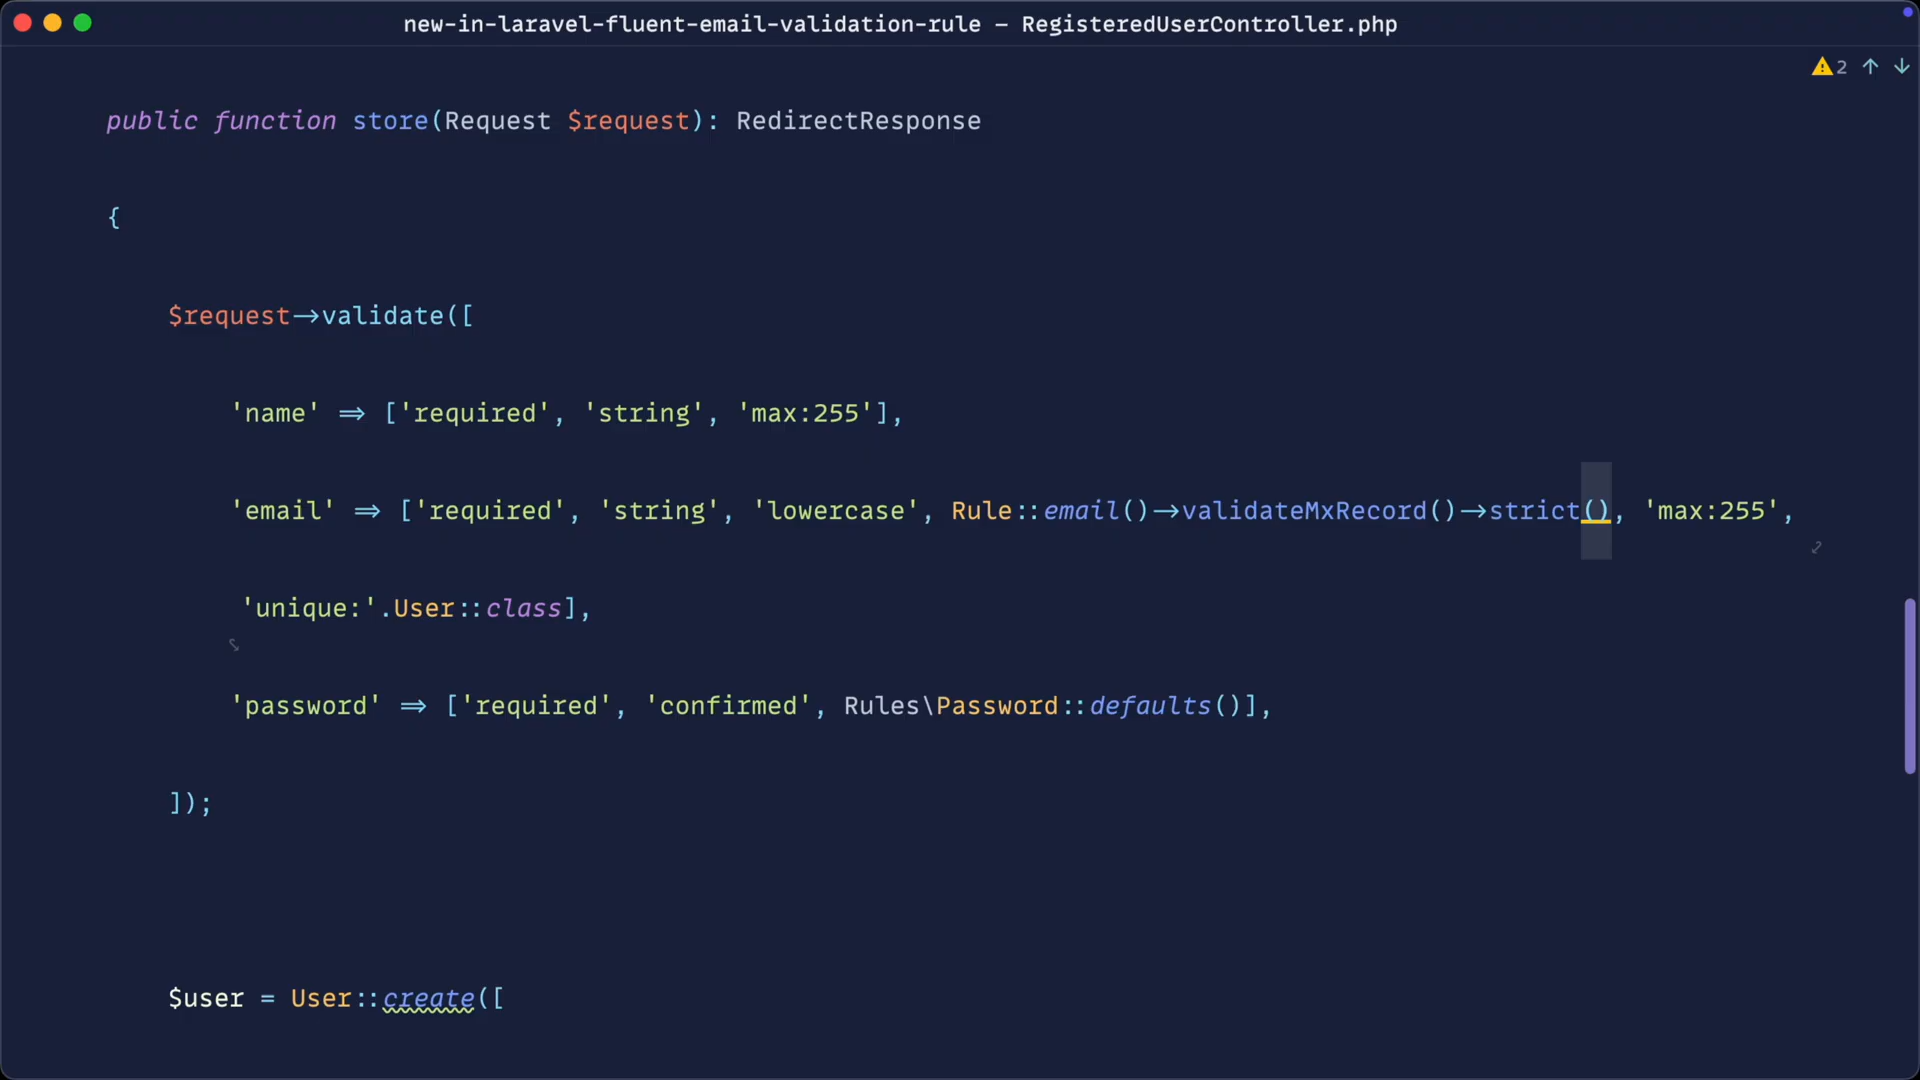 new-in-laravel-fluent-email-validation-rule – RegisteredUserController.php
2
public function store(Request $request): RedirectResponse
{
$request->validate([
'name' => ['required', 'string', 'max:255'],
'email' => ['required', 'string', 'lowercase', Rule::email()->validateMxRecord()->strict(), 'max:255',
'unique:'.User::class],
'password' => ['required', 'confirmed', Rules\Password::defaults()],
]);
$user = User::create([